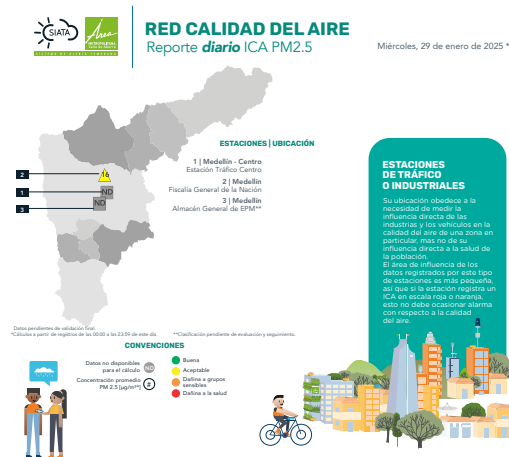 SIATA
Área
METROPOLITANA
Valle de Aburrá
RED CALIDAD DEL AIRE
Reporte diario ICA PM2.5
Miércoles, 29 de enero de 2025 *
ESTACIONES | UBICACIÓN
1 | Medellín - Centro
Estación Tráfico Centro
2 | Medellín
Fiscalía General de la Nación
3 | Medellín
Almacén General de EPM**
2
16
1
ND
3
ND
ESTACIONES
DE TRÁFICO
O INDUSTRIALES
Su ubicación obedece a la
necesidad de medir la
influencia directa de las
industrias y los vehículos en la
calidad del aire de una zona en
particular, mas no de su
influencia directa a la salud de
la población.
El área de influencia de los
datos registrados por este tipo
de estaciones es más pequeña,
así que si la estación registra un
ICA en escala roja o naranja,
esto no debe ocasionar alarma
con respecto a la calidad
del aire.
Datos pendientes de validación final.
*Cálculos a partir de registros de las 00:00 a las 23:59 de este día.
**Clasificación pendiente de evaluación y seguimiento.
CONVENCIONES
Datos no disponibles
para el cálculo
ND
Concentración promedio
PM 2.5 (µg/m³)
#
Buena
Aceptable
Dañina a grupos
sensibles
Dañina a la salud